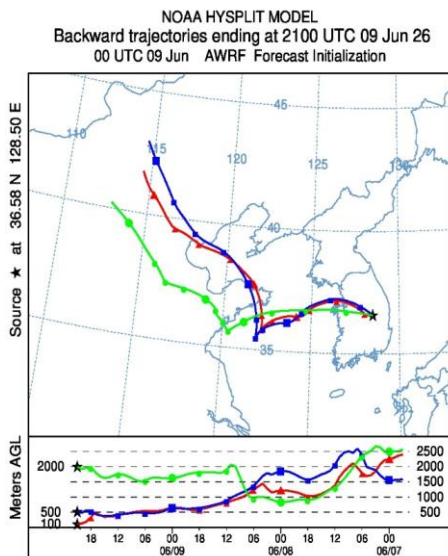 NOAA HYSPLIT MODEL
Backward trajectories ending at 2100 UTC 09 Jun 26
00 UTC 09 Jun AWRF Forecast Initialization
Source ★ at 36.58 N 128.50 E
45
110
115
120
125
130
40
35
Meters AGL
2000
500
100
2500
2000
1500
1000
500
18 12 06 00 18 12 06 00 18 12 06 00
06/09 06/08 06/07